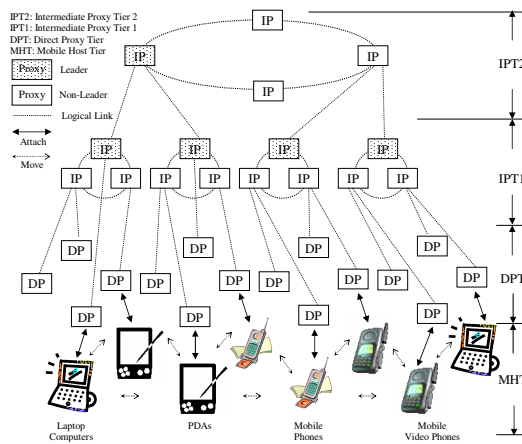 IPT2: Intermediate Proxy Tier 2
IPT1: Intermediate Proxy Tier 1
DPT: Direct Proxy Tier
MHT: Mobile Host Tier
Proxy Leader
Proxy Non-Leader
Logical Link
Attach
Move
IP
IP
IP
IP
IPT2
IP
IP
IP
IP
IP
IP
IP
IP
IP
IP
IP
IP
IPT1
DP
DP
DP
DP
DP
DP
DP
DP
DP
DP
DP
DP
DPT
DP
DP
DP
DP
MHT
Laptop
Computers
PDAs
Mobile
Phones
Mobile
Video Phones